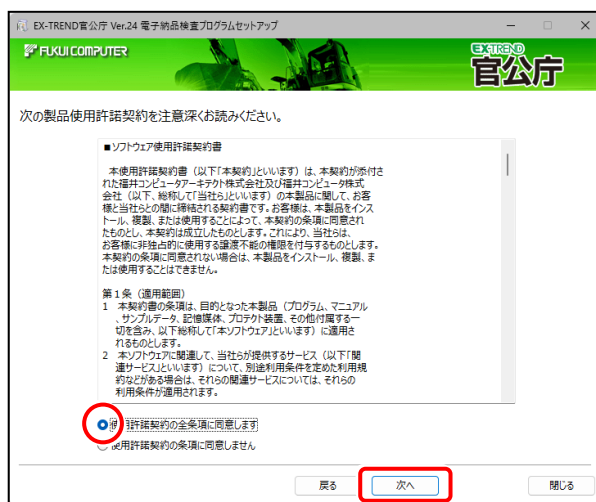 EX-TREND官公庁 Ver.24 電子納品検査プログラムセットアップ
FUKUI COMPUTER
EX-TREND
官公庁
次の製品使用許諾契約を注意深くお読みください。
■ソフトウェア使用許諾契約書
本使用許諾契約書（以下「本契約」といいます）は、本契約が添付さ
れた福井コンピュータアーキテクト株式会社及び福井コンピュータ株式
会社（以下、総称して「当社ら」といいます）の本製品に関して、お客
様と当社らとの間に締結される契約書です。お客様は、本製品をインス
トール、複製、または使用することによって、本契約の条項に同意され
たものとし、本契約は成立したものとします。これにより、当社らは、
お客様に非独占的に使用する譲渡不能の権限を付与するものとします。
本契約の条項に同意されない場合は、本製品をインストール、複製、ま
たは使用することはできません。
第１条（適用範囲）
1 本契約書の条項は、目的となった本製品（プログラム、マニュアル
、サンプルデータ、記憶媒体、プロテクト装置、その他付属する一
切を含み、以下総称して「本ソフトウェア」といいます）に適用さ
れるものとします。
2 本ソフトウェアに関連して、当社らが提供するサービス（以下「関
連サービス」といいます）について、別途利用条件を定めた利用規
約などがある場合は、それらの関連サービスについては、それらの
利用条件が適用されます。
使用許諾契約の全条項に同意します
使用許諾契約の条項に同意しません
戻る 次へ 閉じる